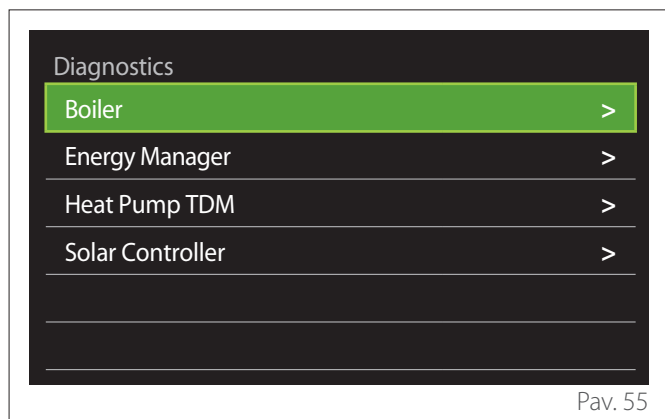 Diagnostics
Boiler >
Energy Manager >
Heat Pump TDM >
Solar Controller >
Pav. 55